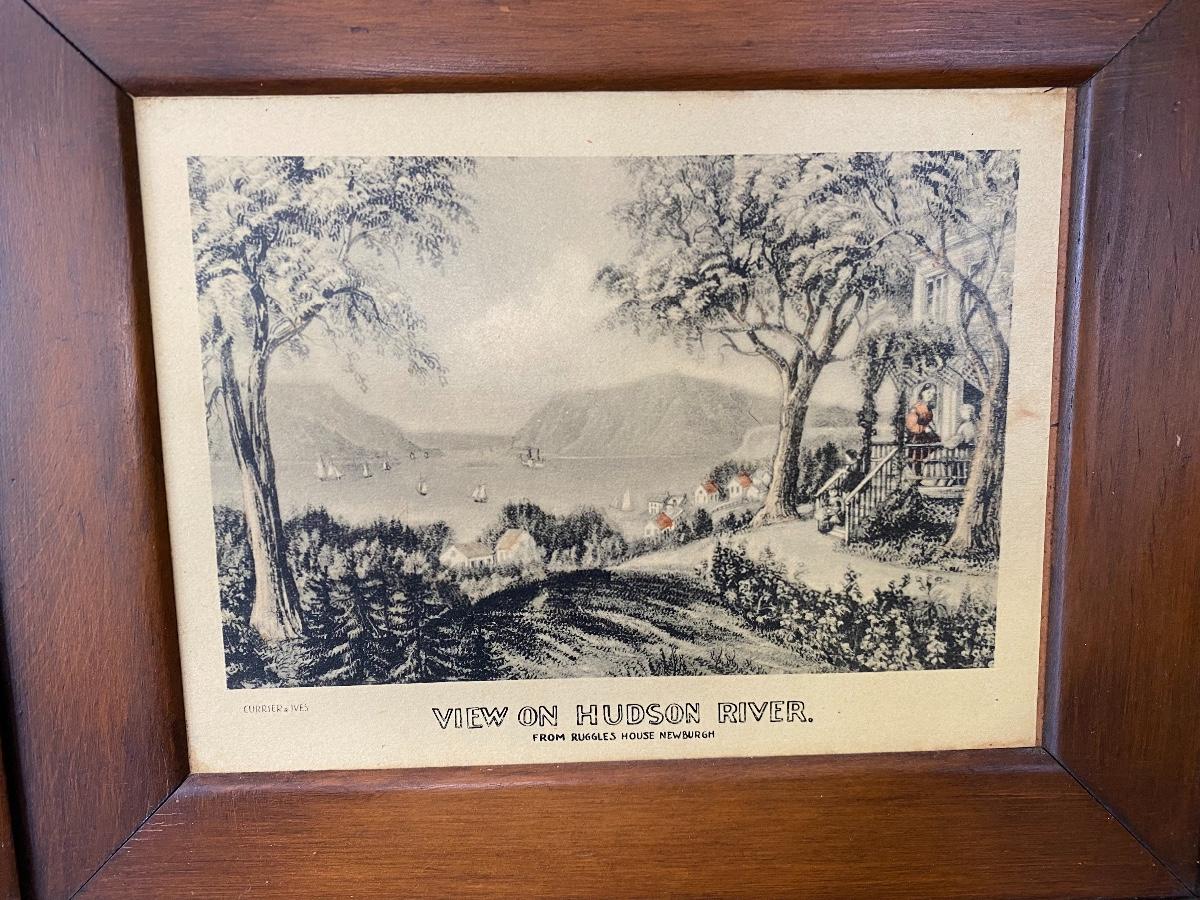 CURRIER & IVES
VIEW ON HUDSON RIVER.
FROM RUGGLES HOUSE NEWBURGH